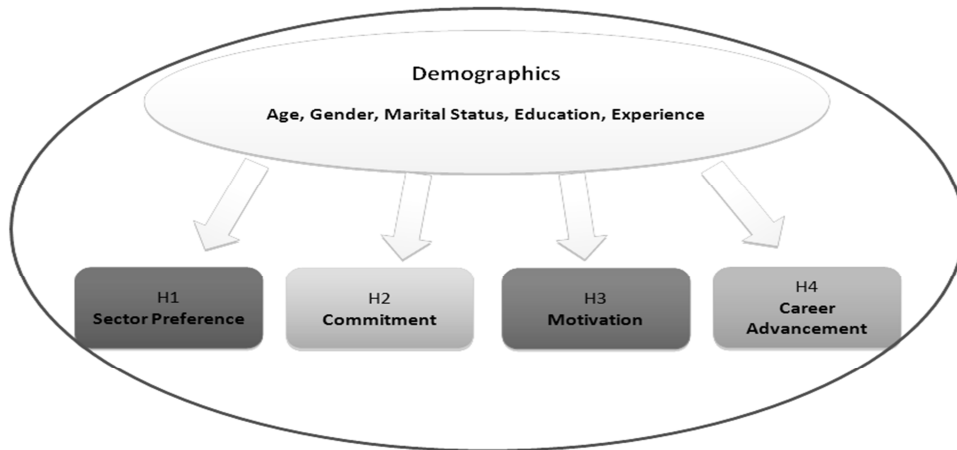 Demographics
Age, Gender, Marital Status, Education, Experience
H1
Sector Preference
H2
Commitment
H3
Motivation
H4
Career
Advancement